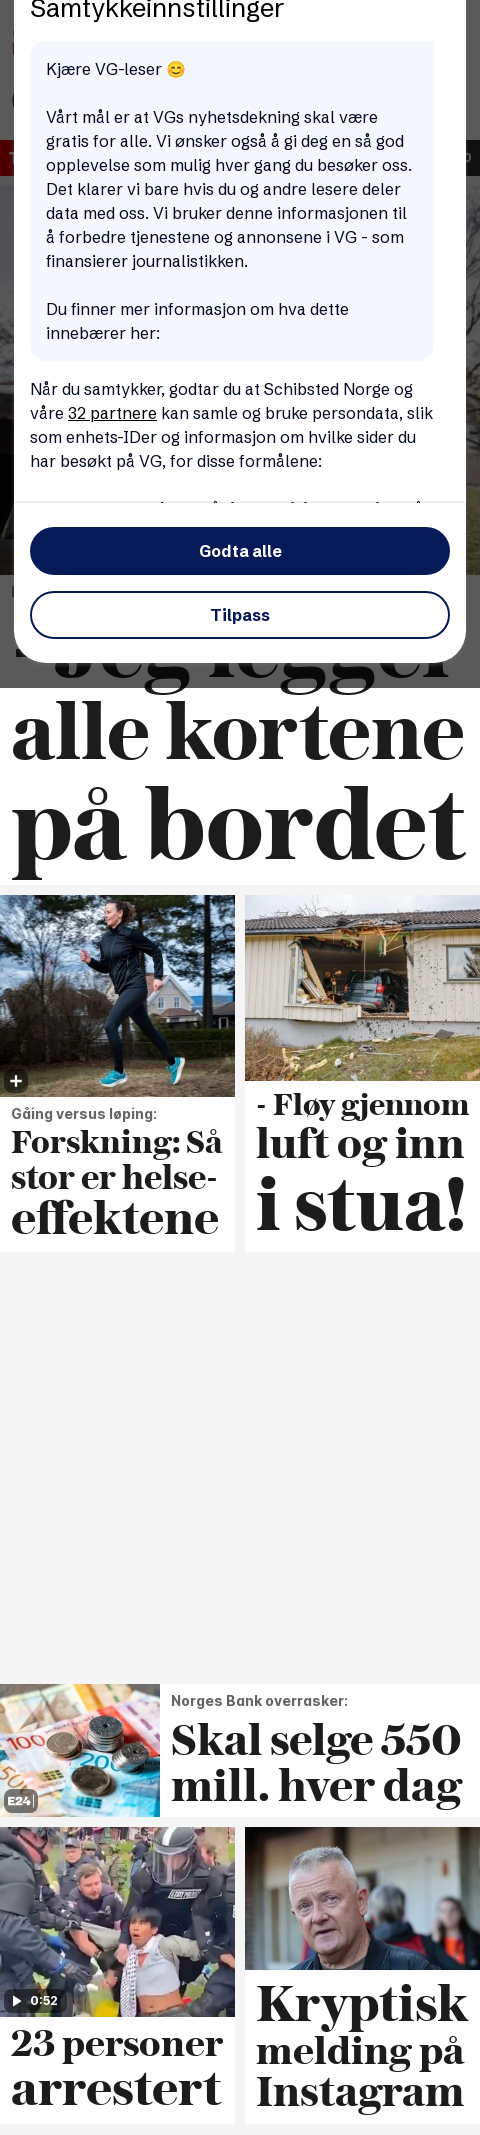 Samtykkeinnstillinger
Kjære VG-leser 😊
Vårt mål er at VGs nyhetsdekning skal være
gratis for alle. Vi ønsker også å gi deg en så god
opplevelse som mulig hver gang du besøker oss.
Det klarer vi bare hvis du og andre lesere deler
data med oss. Vi bruker denne informasjonen til
å forbedre tjenestene og annonsene i VG - som
finansierer journalistikken.
Du finner mer informasjon om hva dette
innebærer her:
Når du samtykker, godtar du at Schibsted Norge og
våre 32 partnere kan samle og bruke persondata, slik
som enhets-IDer og informasjon om hvilke sider du
har besøkt på VG, for disse formålene:
Godta alle
Tilpass
- Jeg legger
alle kortene
på bordet
Gåing versus løping:
Forskning: Så
stor er helse-
effektene
- Fløy gjennom
luft og inn
i stua!
Norges Bank overrasker:
Skal selge 550
mill. hver dag
E24
0:52
23 personer
arrestert
Kryptisk
melding på
Instagram